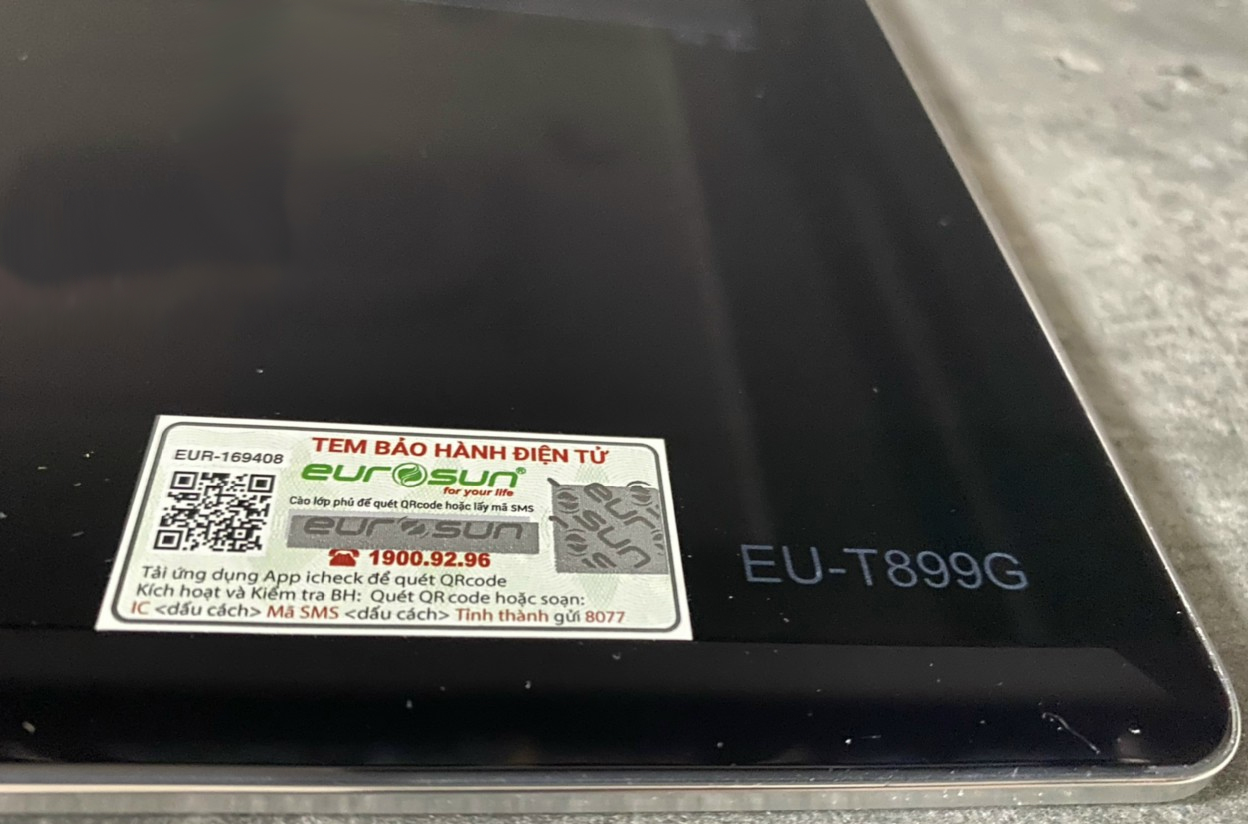 TEM BẢO HÀNH ĐIỆN TỬ
EUR-169408
eurosun®
for your life
Cào lớp phủ để quét QRcode hoặc lấy mã SMS
eurosun
1900.92.96
Tải ứng dụng App icheck để quét QRcode
Kích hoạt và Kiểm tra BH: Quét QR code hoặc soạn:
IC <dấu cách> Mã SMS <dấu cách> Tỉnh thành gửi 8077
EU-T899G